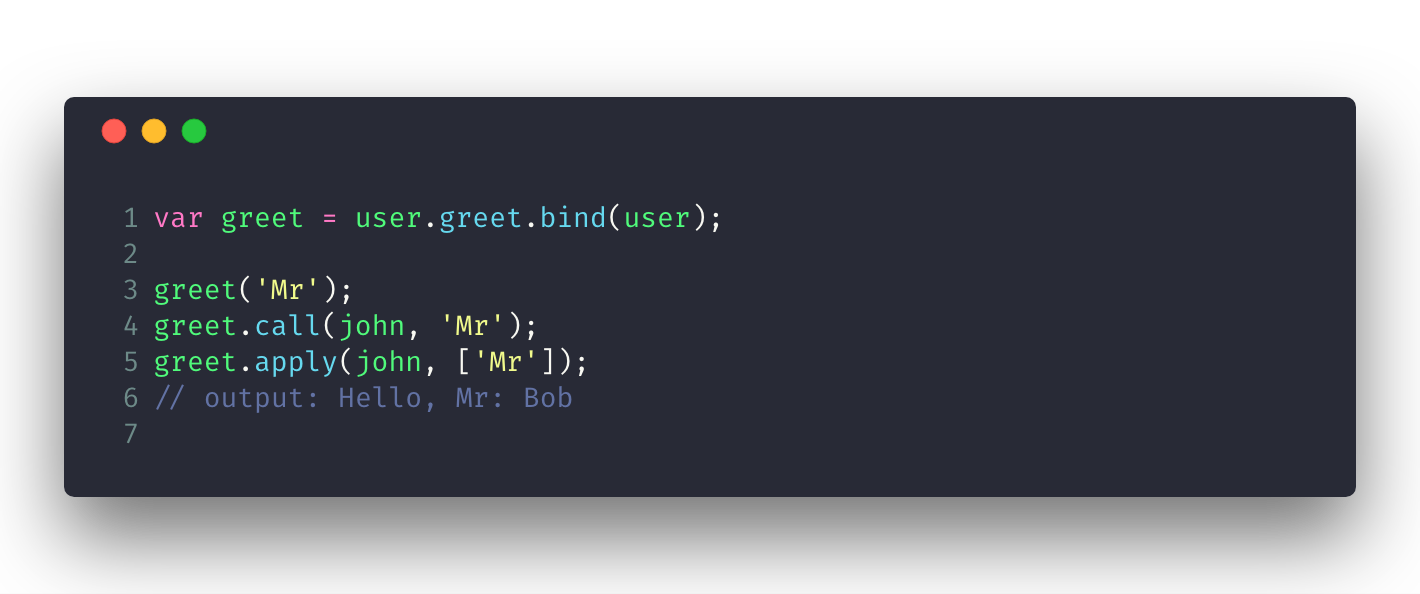 1 var greet = user.greet.bind(user);
2
3 greet('Mr');
4 greet.call(john, 'Mr');
5 greet.apply(john, ['Mr']);
6 // output: Hello, Mr: Bob
7